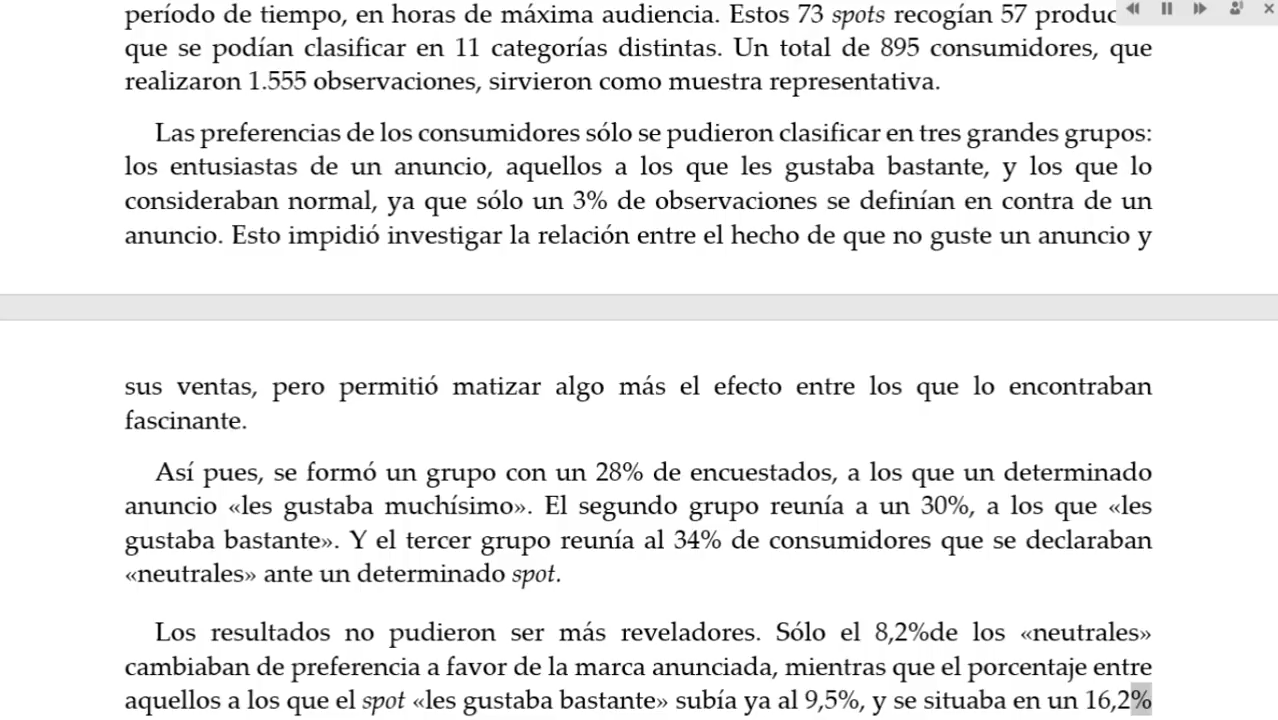 período de tiempo, en horas de máxima audiencia. Estos 73 spots recogían 57
que se podían clasificar en 11 categorías distintas. Un total de 895 consumidores, que
realizaron 1.555 observaciones, sirvieron como muestra representativa.
Las preferencias de los consumidores sólo se pudieron clasificar en tres grandes grupos:
los entusiastas de un anuncio, aquellos a los que les gustaba bastante, y los que lo
consideraban normal, ya que sólo un 3% de observaciones se definían en contra de un
anuncio. Esto impidió investigar la relación entre el hecho de que no guste un anuncio y
sus ventas, pero permitió matizar algo más el efecto entre los que lo encontraban
fascinante.
Así pues, se formó un grupo con un 28% de encuestados, a los que un determinado
anuncio «les gustaba muchísimo». El segundo grupo reunía a un 30%, a los que «les
gustaba bastante». Y el tercer grupo reunía al 34% de consumidores que se declaraban
«neutrales» ante un determinado spot.
Los resultados no pudieron ser más reveladores. Sólo el 8,2%de los «neutrales»
cambiaban de preferencia a favor de la marca anunciada, mientras que el porcentaje entre
aquellos a los que el spot «les gustaba bastante» subía ya al 9,5%, y se situaba en un 16,2%